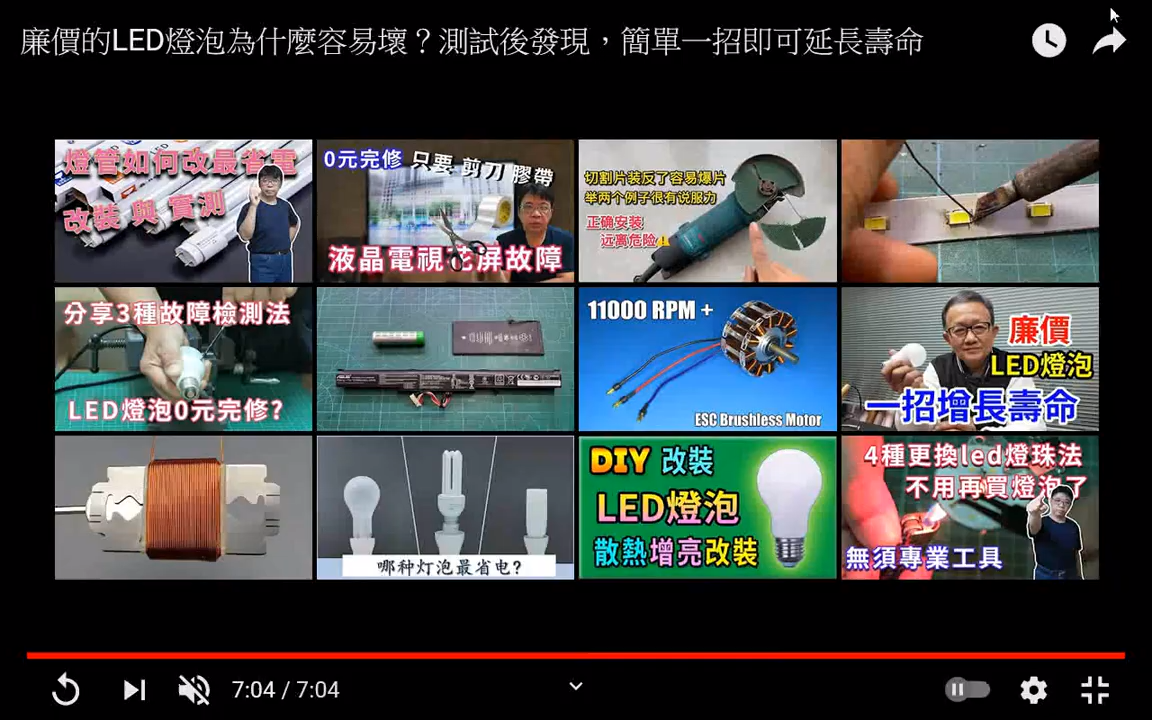 廉價的LED燈泡為什麼容易壞？測試後發現，簡單一招即可延長壽命
燈管如何改最省電
改裝與實測
0元完修 只要 剪刀 膠帶
液晶電視花屏故障
切割片装反了容易爆片
举两个例子很有说服力
正确安装
远离危险
分享3種故障檢測法
LED燈泡0元完修?
11000 RPM +
ESC Brushless Motor
廉價
LED燈泡
一招增長壽命
哪种灯泡最省电?
DIY 改裝
LED燈泡
散熱增亮改裝
4種更換led燈珠法
不用再買燈泡了
無須專業工具
7:04 / 7:04